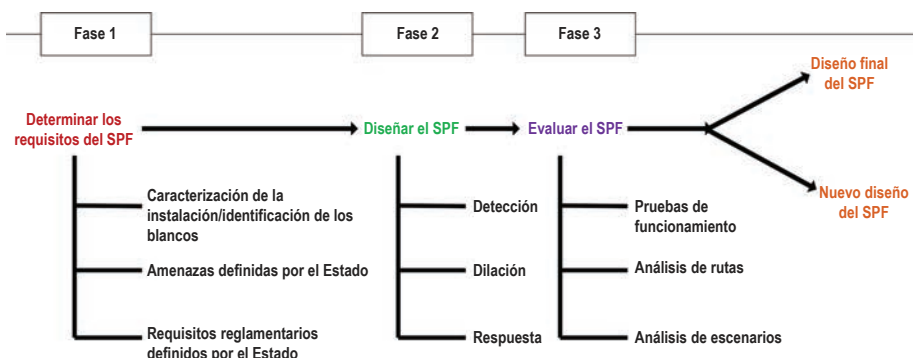 Fase 1
Fase 2
Fase 3
Determinar los
requisitos del SPF
Diseñar el SPF
Evaluar el SPF
Diseño final
del SPF
Nuevo diseño
del SPF
Caracterización de la
instalación/identificación de los
blancos
Amenazas definidas por el Estado
Requisitos reglamentarios
definidos por el Estado
Detección
Dilación
Respuesta
Pruebas de
funcionamiento
Análisis de rutas
Análisis de escenarios